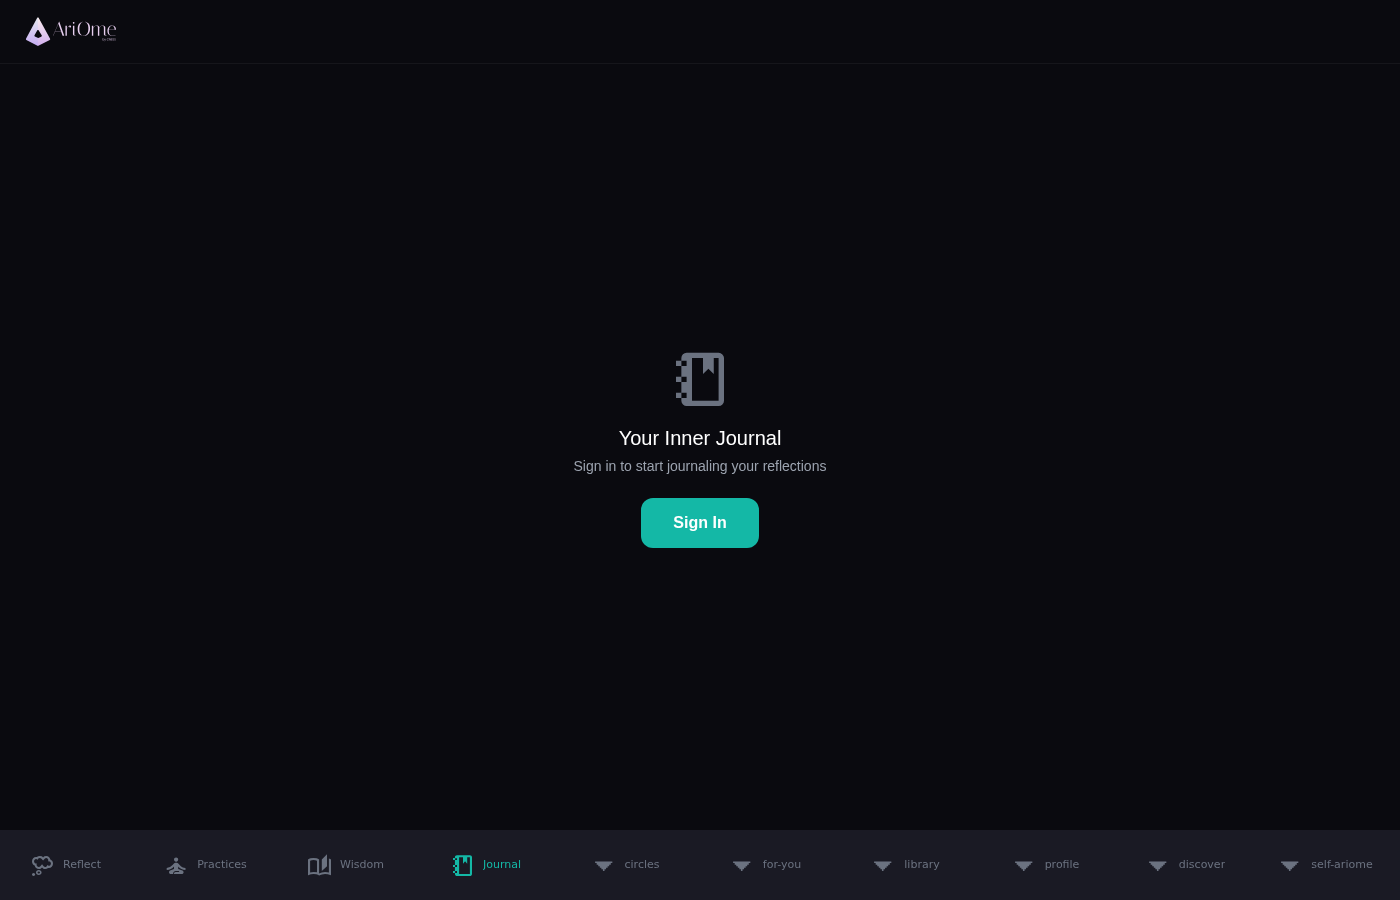 AriOme
Your Inner Journal
Sign in to start journaling your reflections
Sign In
Reflect
Practices
Wisdom
Journal
circles
for-you
library
profile
discover
self-ariome